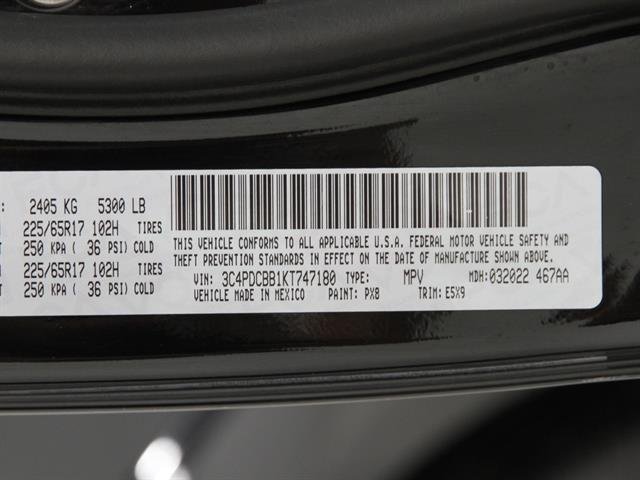 : 2405 KG 5300 LB
225/65R17 102H TIRES
250 KPA ( 36 PSI) COLD
225/65R17 102H TIRES
250 KPA ( 36 PSI) COLD
THIS VEHICLE CONFORMS TO ALL APPLICABLE U.S.A. FEDERAL MOTOR VEHICLE SAFETY AND
THEFT PREVENTION STANDARDS IN EFFECT ON THE DATE OF MANUFACTURE SHOWN ABOVE.
VIN: 3C4PDCBB1KT747180 TYPE: MPV MDH: 032022 467AA
VEHICLE MADE IN MEXICO PAINT: PX8 TRIM: E5X9